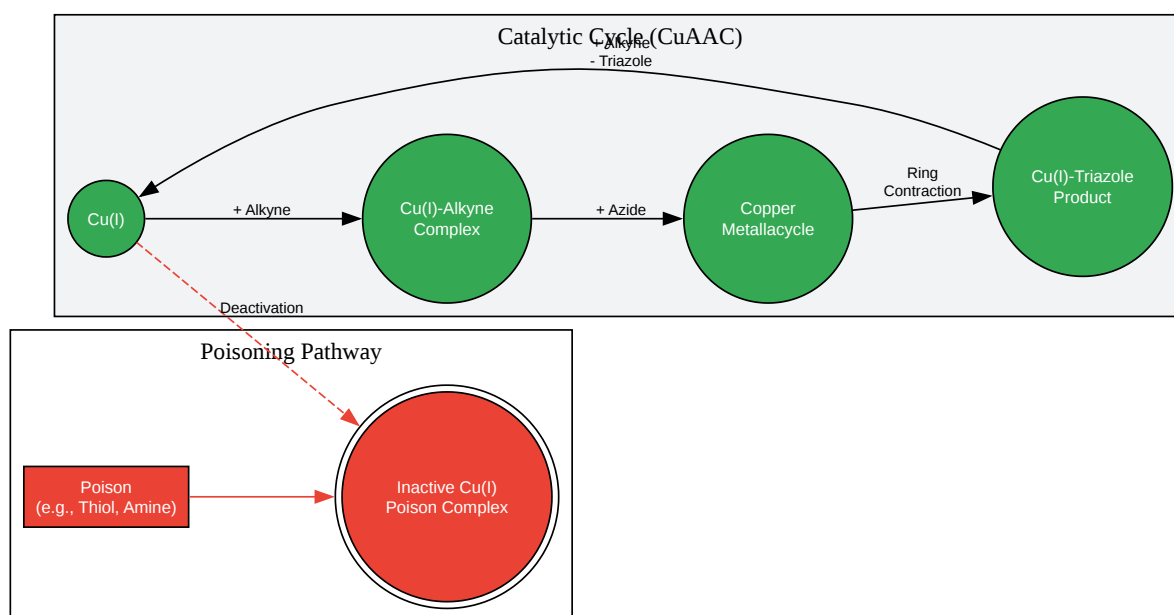 Catalytic Cycle (CuAAC)
+ Alkyne
- Triazole
Cu(I)
+ Alkyne
Cu(I)-Alkyne
Complex
+ Azide
Copper
Metallacycle
Ring
Contraction
Cu(I)-Triazole
Product
Deactivation
Poisoning Pathway
Poison
(e.g., Thiol, Amine)
Inactive Cu(I)
Poison Complex